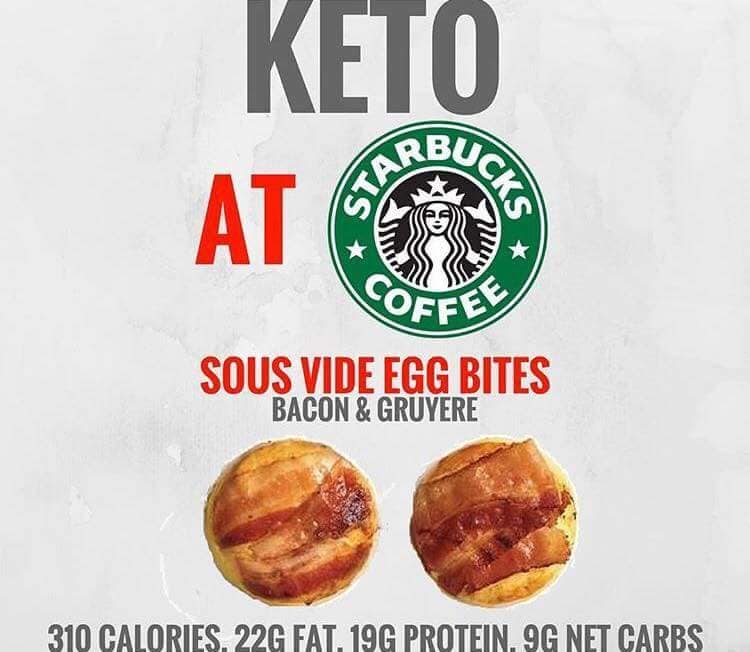 KETO
AT
STARBUCKS
COFFEE
SOUS VIDE EGG BITES
BACON & GRUYERE
310 CALORIES, 22G FAT, 19G PROTEIN, 9G NET CARBS